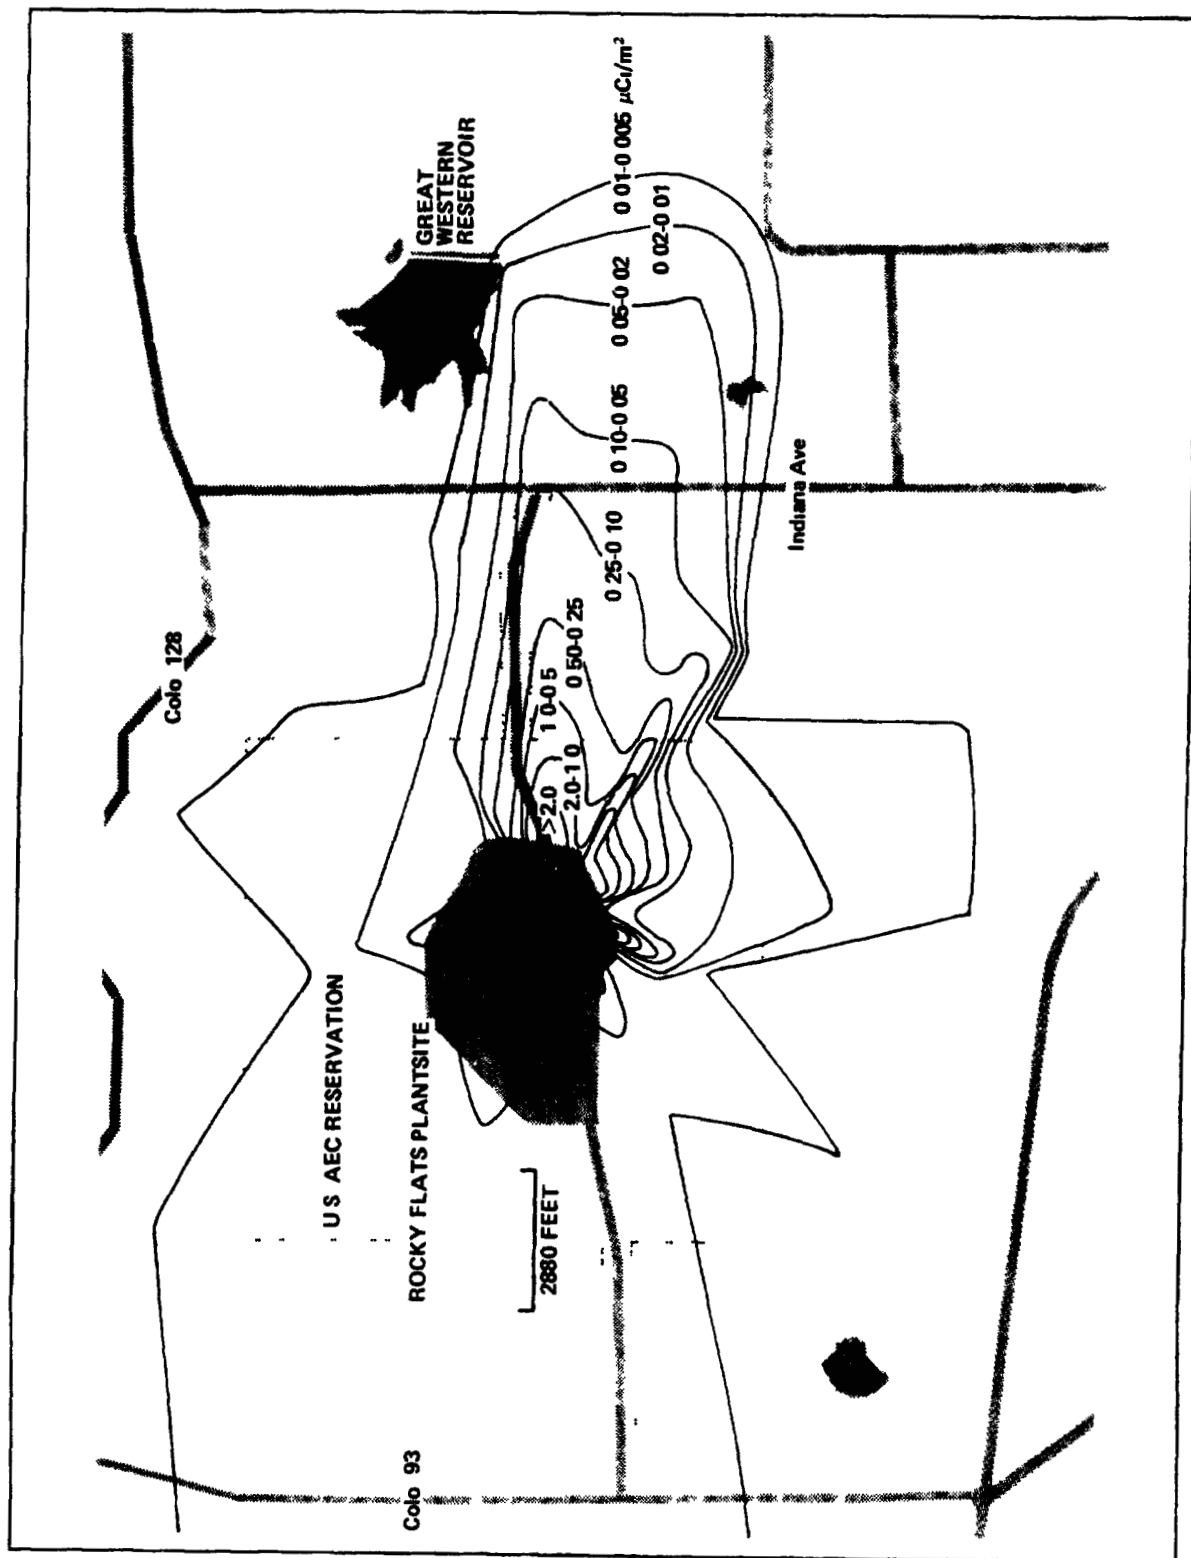 Colo 128
GREAT
WESTERN
RESERVOIR
U S AEC RESERVATION
ROCKY FLATS PLANTSITE
2880 FEET
Colo 93
>2.0
2.0-1 0
1 0-0 5
0 50-0 25
0 25-0 10
0 10-0 05
0 05-0 02
0 02-0 01
0 01-0 005 μCi/m²
Indiana Ave